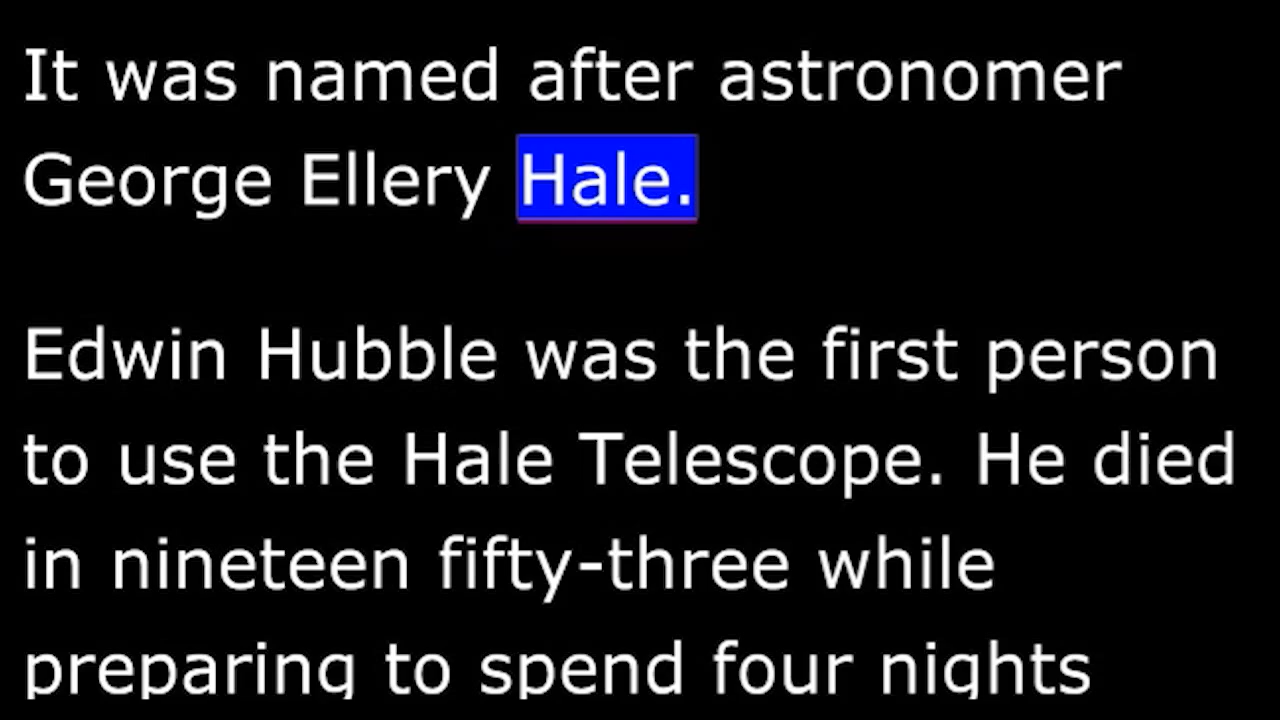 It was named after astronomer
George Ellery Hale.
Edwin Hubble was the first person
to use the Hale Telescope. He died
in nineteen fifty-three while
preparing to spend four nights